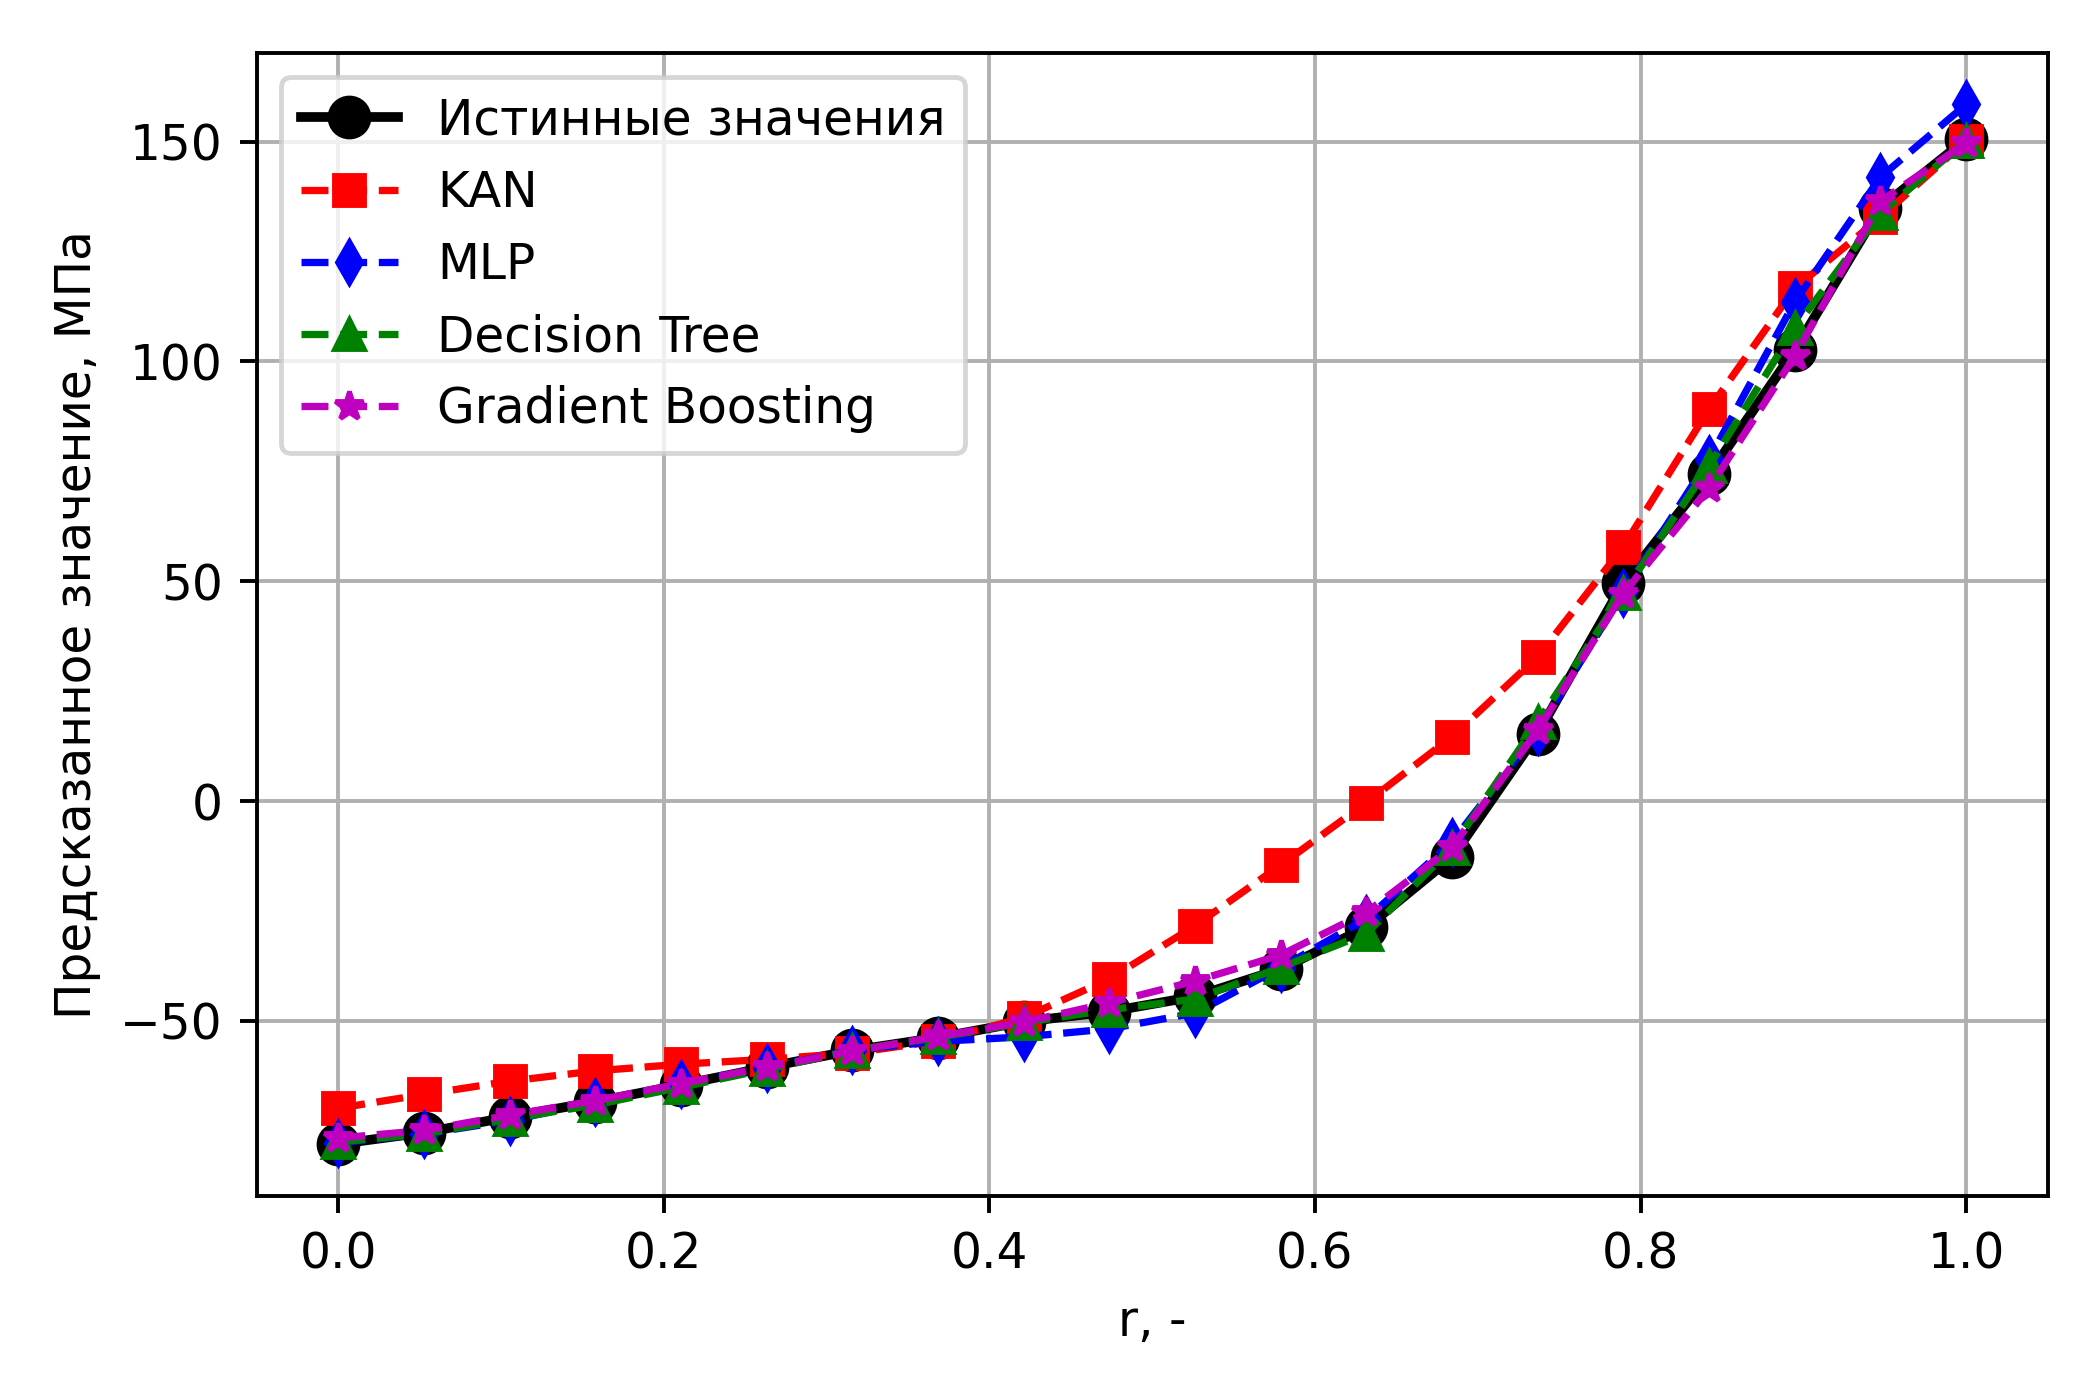 Истинные значения
KAN
MLP
Decision Tree
Gradient Boosting
Предсказанное значение, МПа
150
100
50
0
−50
0.0 0.2 0.4 0.6 0.8 1.0
r, -